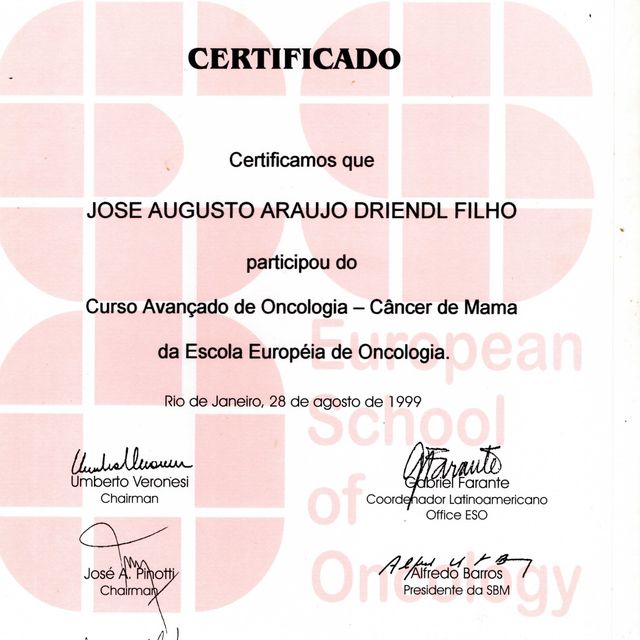 CERTIFICADO
Certificamos que
JOSE AUGUSTO ARAUJO DRIENDL FILHO
participou do
Curso Avançado de Oncologia – Câncer de Mama
da Escola Européia de Oncologia.
European
School
of
Oncology
Rio de Janeiro, 28 de agosto de 1999
Umberto Veronesi
Chairman
Gabriel Farante
Coordenador Latinoamericano
Office ESO
José A. Pinotti
Chairman
Alfredo Barros
Presidente da SBM